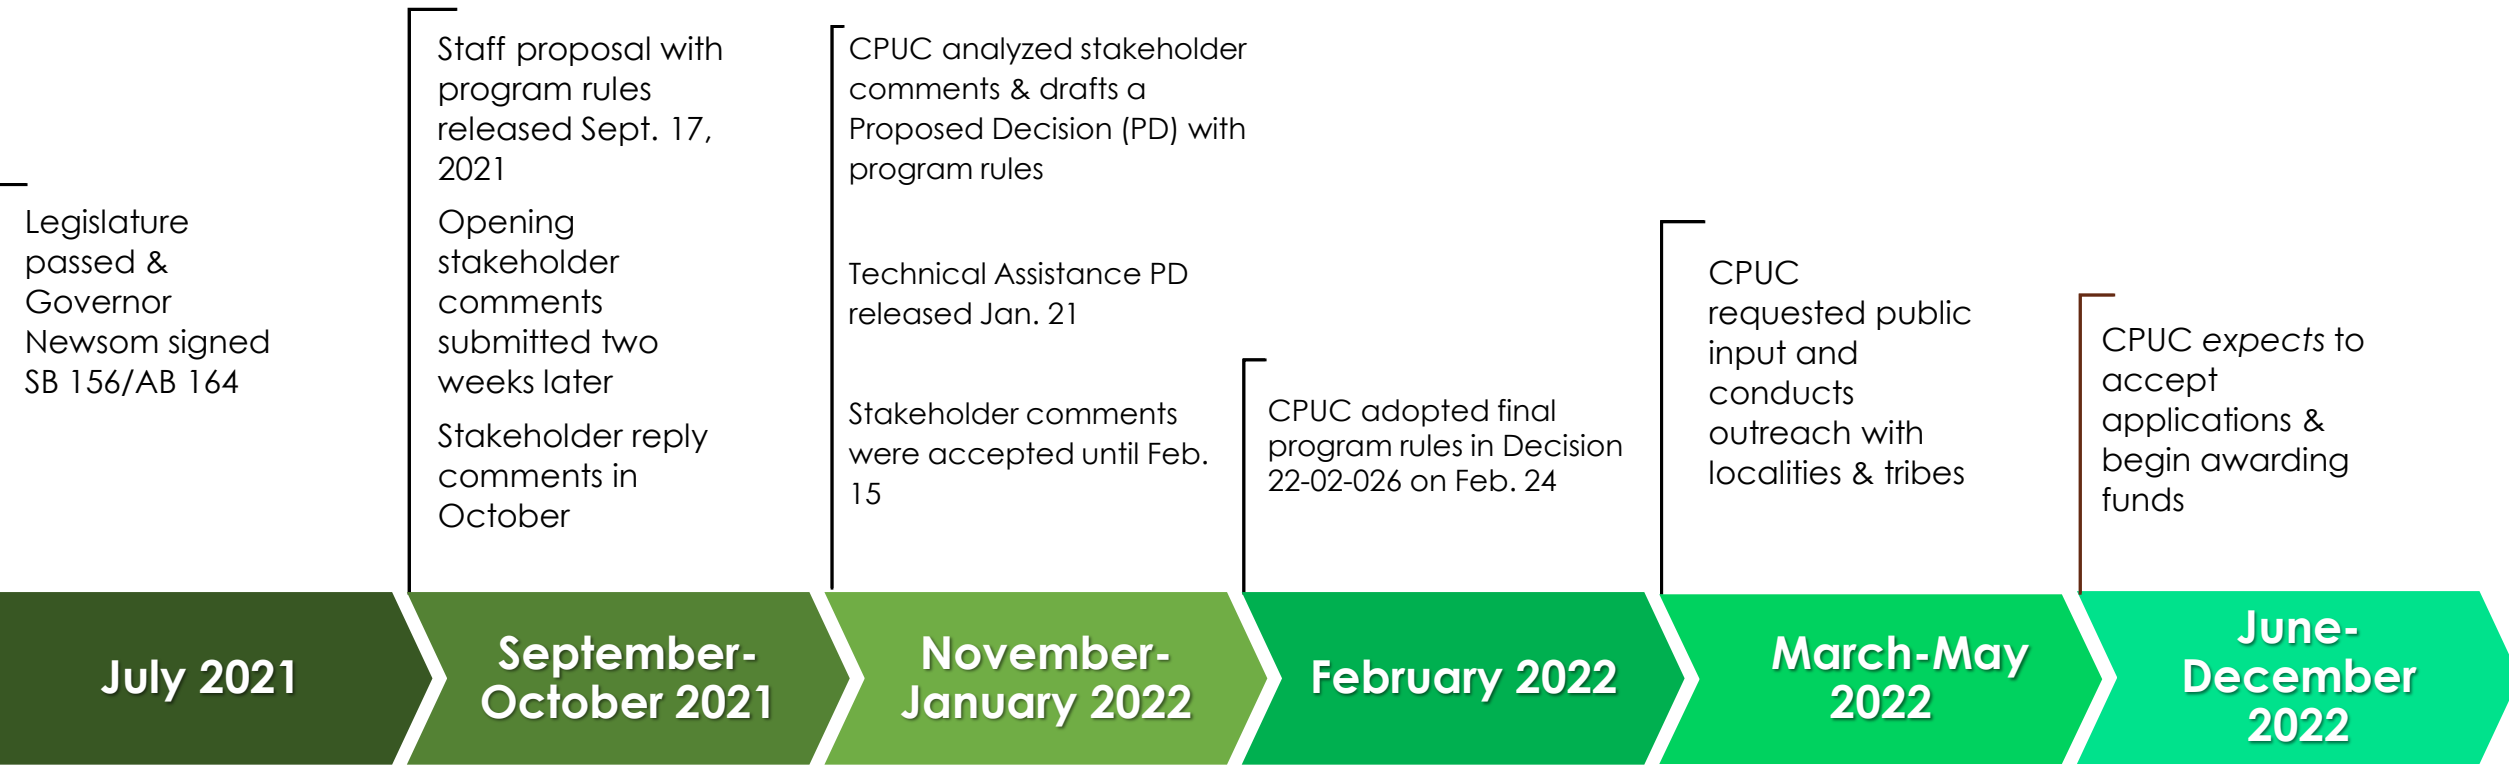 Legislature
passed &
Governor
Newsom signed
SB 156/AB 164
July 2021
Staff proposal with
program rules
released Sept. 17,
2021
Opening
stakeholder
comments
submitted two
weeks later
Stakeholder reply
comments in
October
September-
October 2021
CPUC analyzed stakeholder
comments & drafts a
Proposed Decision (PD) with
program rules
Technical Assistance PD
released Jan. 21
Stakeholder comments
were accepted until Feb.
15
November-
January 2022
CPUC adopted final
program rules in Decision
22-02-026 on Feb. 24
February 2022
CPUC
requested public
input and
conducts
outreach with
localities & tribes
March-May
2022
CPUC expects to
accept
applications &
begin awarding
funds
June-
December
2022